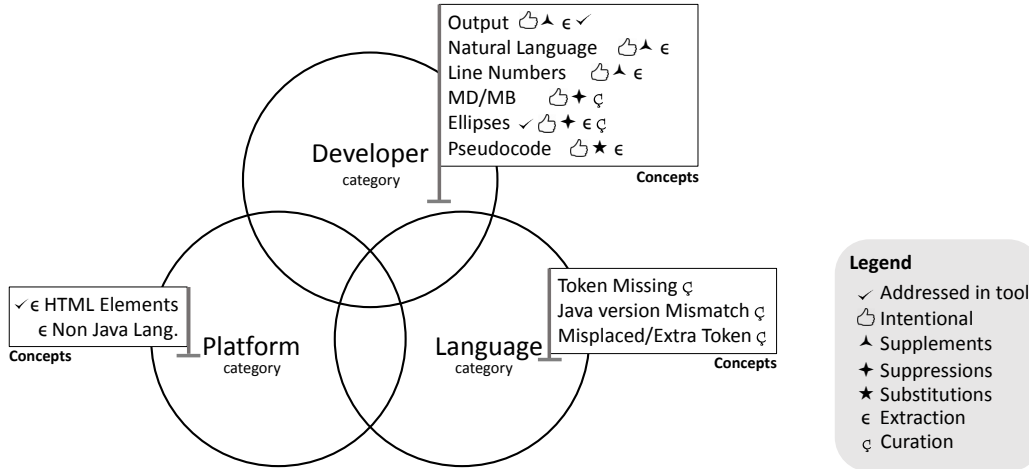 Output 👍 ⮝ ϵ ✓
Natural Language 👍 ⮝ ϵ
Line Numbers 👍 ⮝ ϵ
MD/MB 👍 ✦ ҫ
Ellipses ✓ 👍 ✦ ϵ ҫ
Pseudocode 👍 ★ ϵ
Concepts
Developer
category
✓ ϵ HTML Elements
ϵ Non Java Lang.
Concepts
Platform
category
Token Missing ҫ
Java version Mismatch ҫ
Misplaced/Extra Token ҫ
Concepts
Language
category
Legend
✓ Addressed in tool
👍 Intentional
⮝ Supplements
✦ Suppressions
★ Substitutions
ϵ Extraction
ҫ Curation